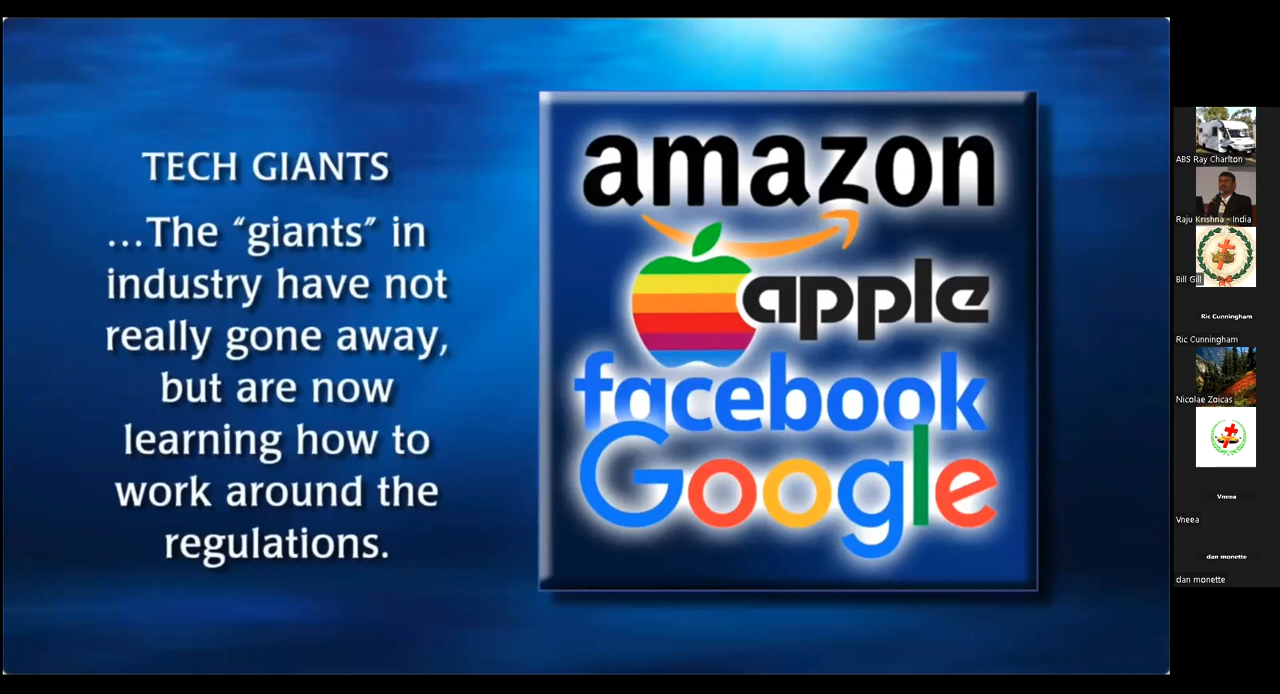 TECH GIANTS
…The “giants” in
industry have not
really gone away,
but are now
learning how to
work around the
regulations.
amazon
apple
facebook
Google
ABS Ray Charlton
Raju Krishna - India
Bill Gill
Ric Cunningham
Ric Cunningham
Nicolae Zoicas
Vneea
Vneea
dan monette
dan monette